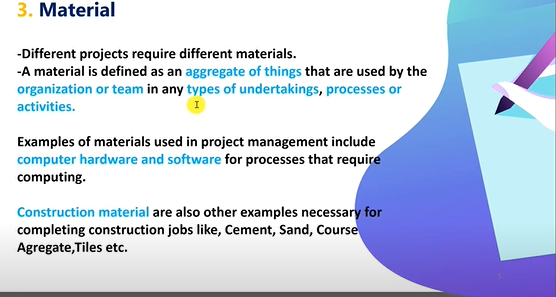 3. Material
-Different projects require different materials.
-A material is defined as an aggregate of things that are used by the
organization or team in any types of undertakings, processes or
activities.
Examples of materials used in project management include
computer hardware and software for processes that require
computing.
Construction material are also other examples necessary for
completing construction jobs like, Cement, Sand, Course
Agregate,Tiles etc.